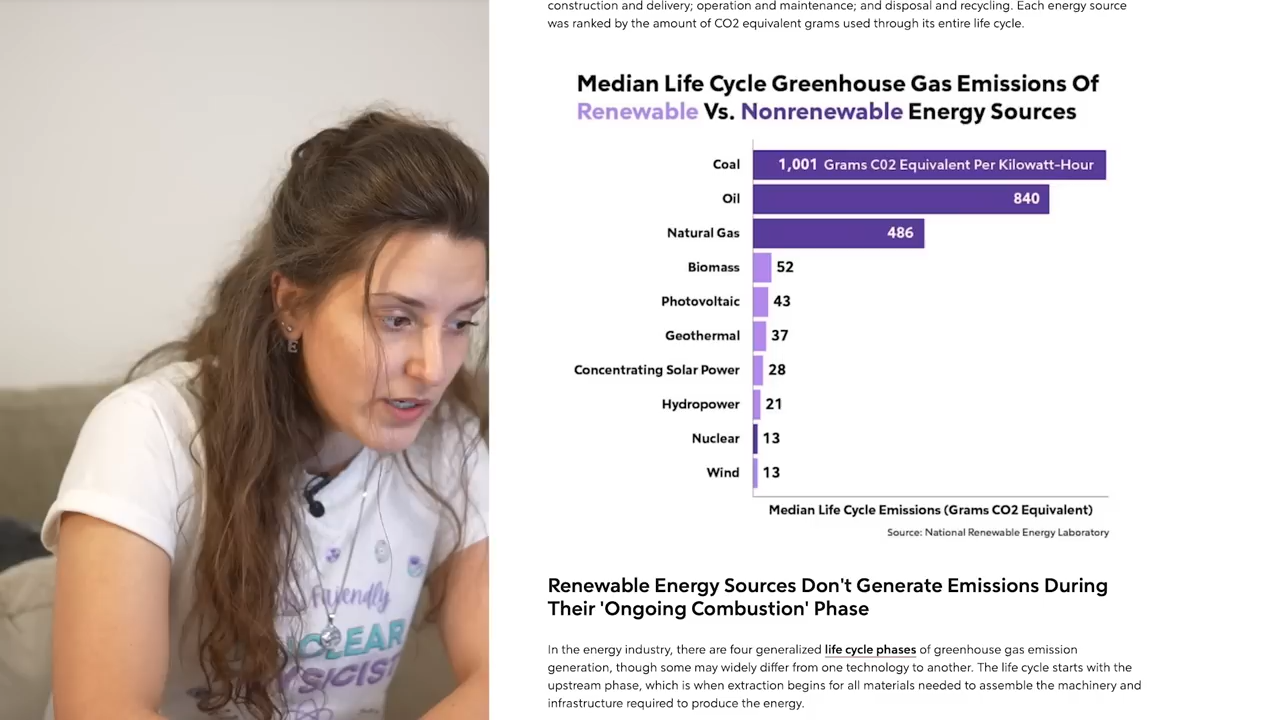 construction and delivery; operation and maintenance; and disposal and recycling. Each energy source
was ranked by the amount of CO2 equivalent grams used through its entire life cycle.
Median Life Cycle Greenhouse Gas Emissions Of
Renewable Vs. Nonrenewable Energy Sources
Coal 1,001 Grams C02 Equivalent Per Kilowatt-Hour
Oil 840
Natural Gas 486
Biomass 52
Photovoltaic 43
Geothermal 37
Concentrating Solar Power 28
Hydropower 21
Nuclear 13
Wind 13
Median Life Cycle Emissions (Grams CO2 Equivalent)
Source: National Renewable Energy Laboratory
Renewable Energy Sources Don't Generate Emissions During
Their 'Ongoing Combustion' Phase
In the energy industry, there are four generalized life cycle phases of greenhouse gas emission
generation, though some may widely differ from one technology to another. The life cycle starts with the
upstream phase, which is when extraction begins for all materials needed to assemble the machinery and
infrastructure required to produce the energy.
E
Friendly